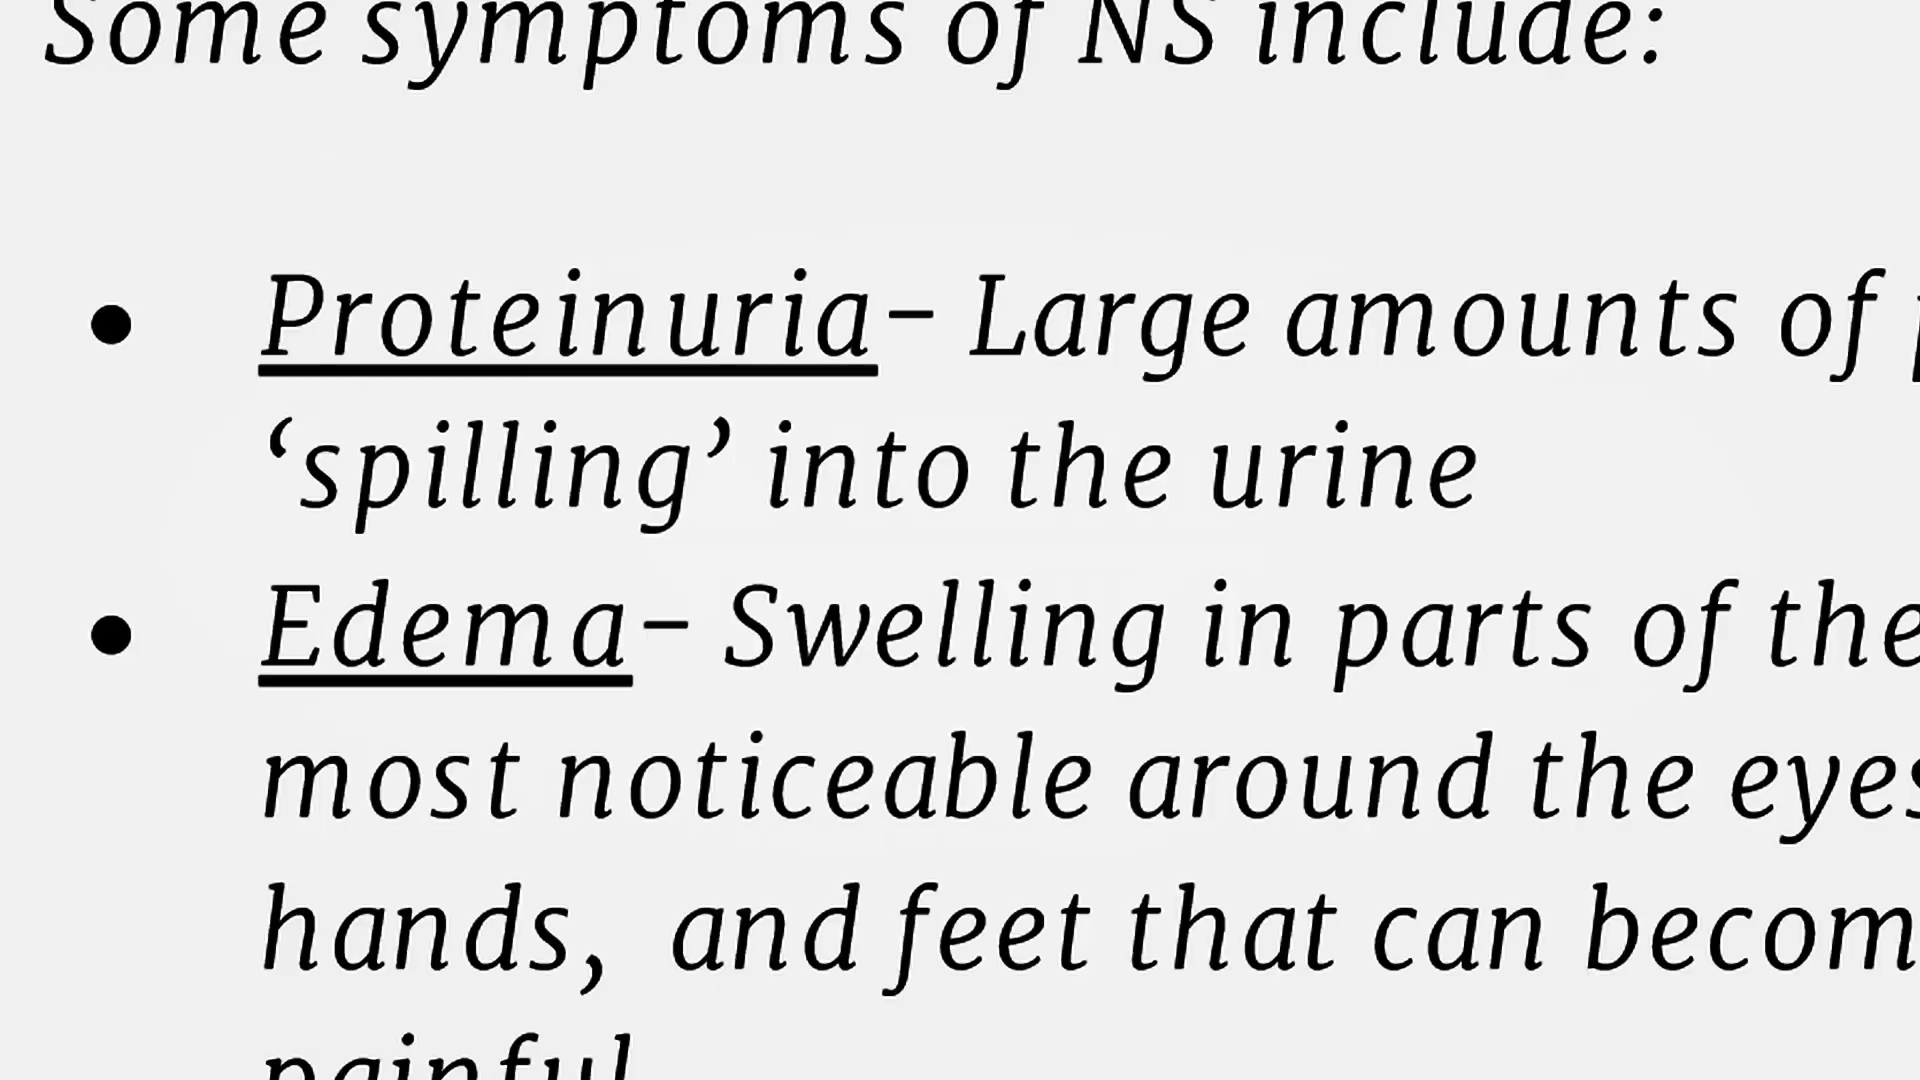 Some symptoms of NS include:
• Proteinuria- Large amounts of
‘spilling’ into the urine
• Edema- Swelling in parts of the
most noticeable around the eyes
hands, and feet that can becom
painful